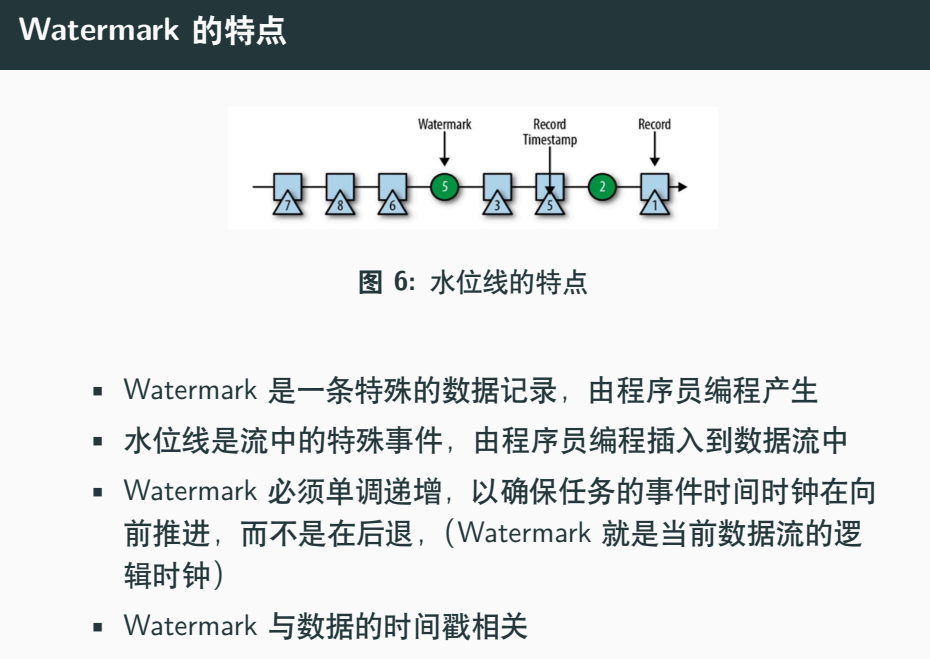 Watermark 的特点
Watermark
Record
Timestamp
Record
7
8
6
5
3
5
2
1
图 6: 水位线的特点
▪ Watermark 是一条特殊的数据记录，由程序员编程产生
▪ 水位线是流中的特殊事件，由程序员编程插入到数据流中
▪ Watermark 必须单调递增，以确保任务的事件时间时钟在向
前推进，而不是在后退，(Watermark 就是当前数据流的逻
辑时钟)
▪ Watermark 与数据的时间戳相关